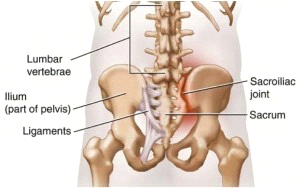 Lumbar
vertebrae
Ilium
(part of pelvis)
Ligaments
Sacroiliac
joint
Sacrum